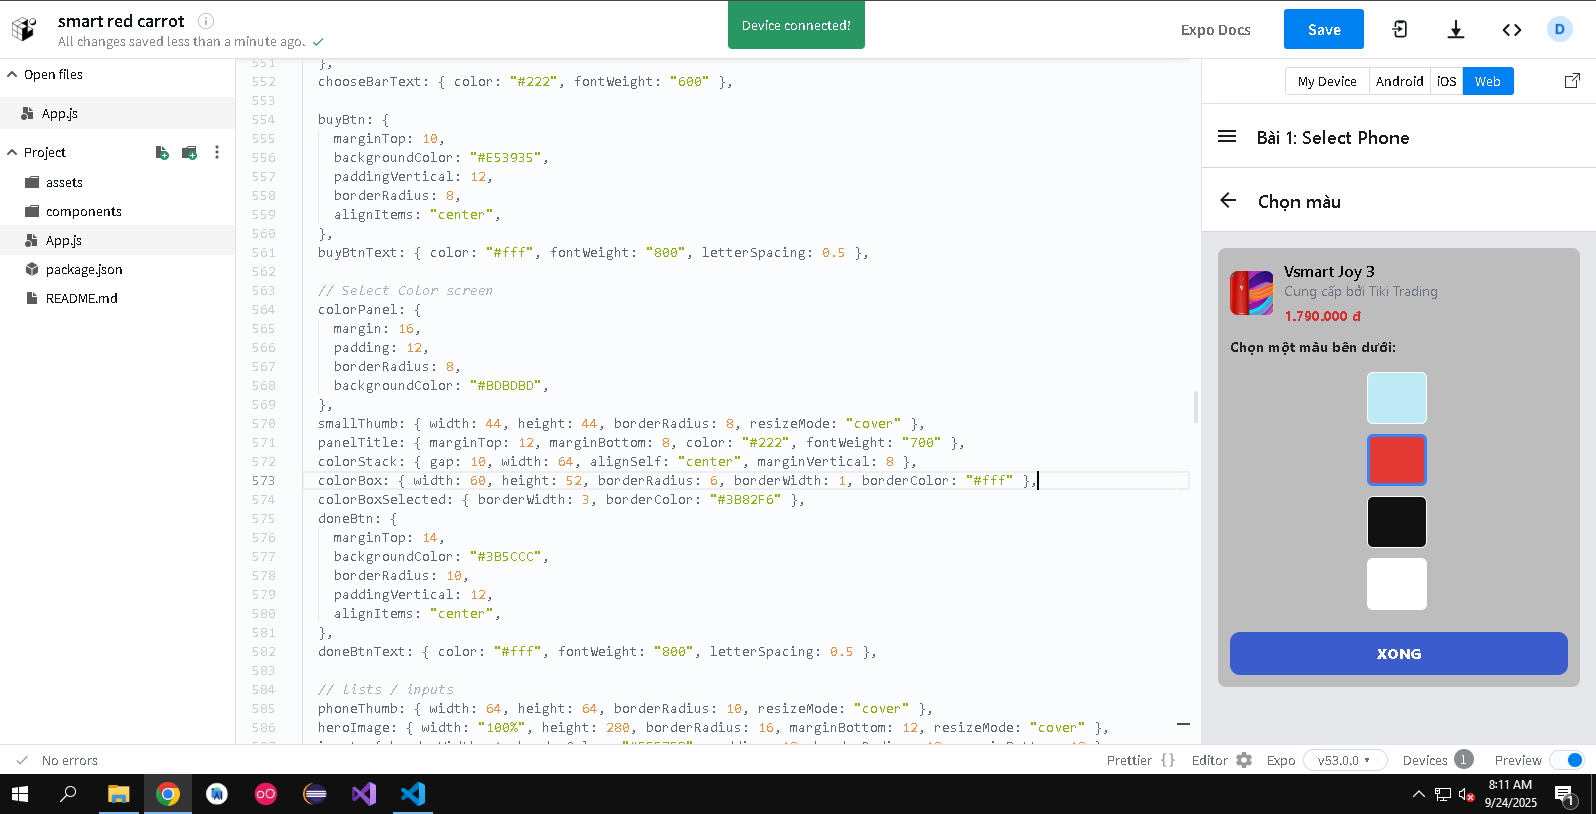 smart red carrot
All changes saved less than a minute ago.
Device connected!
Expo Docs
Save
D
Open files
App.js
Project
assets
components
App.js
package.json
README.md
551 },
552 chooseBarText: { color: "#222", fontWeight: "600" },
553
554 buyBtn: {
555 marginTop: 10,
556 backgroundColor: "#E53935",
557 paddingVertical: 12,
558 borderRadius: 8,
559 alignItems: "center",
560 },
561 buyBtnText: { color: "#fff", fontWeight: "800", letterSpacing: 0.5 },
562
563 // Select Color screen
564 colorPanel: {
565 margin: 16,
566 padding: 12,
567 borderRadius: 8,
568 backgroundColor: "#BDBDBD",
569 },
570 smallThumb: { width: 44, height: 44, borderRadius: 8, resizeMode: "cover" },
571 panelTitle: { marginTop: 12, marginBottom: 8, color: "#222", fontWeight: "700" },
572 colorStack: { gap: 10, width: 64, alignSelf: "center", marginVertical: 8 },
573 colorBox: { width: 60, height: 52, borderRadius: 6, borderWidth: 1, borderColor: "#fff" },
574 colorBoxSelected: { borderWidth: 3, borderColor: "#3B82F6" },
575 doneBtn: {
576 marginTop: 14,
577 backgroundColor: "#3B5CCC",
578 borderRadius: 10,
579 paddingVertical: 12,
580 alignItems: "center",
581 },
582 doneBtnText: { color: "#fff", fontWeight: "800", letterSpacing: 0.5 },
583
584 // lists / inputs
585 phoneThumb: { width: 64, height: 64, borderRadius: 10, resizeMode: "cover" },
586 heroImage: { width: "100%", height: 280, borderRadius: 16, marginBottom: 12, resizeMode: "cover" },
My Device
Android
iOS
Web
Bài 1: Select Phone
Chọn màu
Vsmart Joy 3
Cung cấp bởi Tiki Trading
1.790.000 đ
Chọn một màu bên dưới:
XONG
No errors
Prettier {}
Editor
Expo
v53.0.0
Devices 1
Preview
8:11 AM
9/24/2025
1